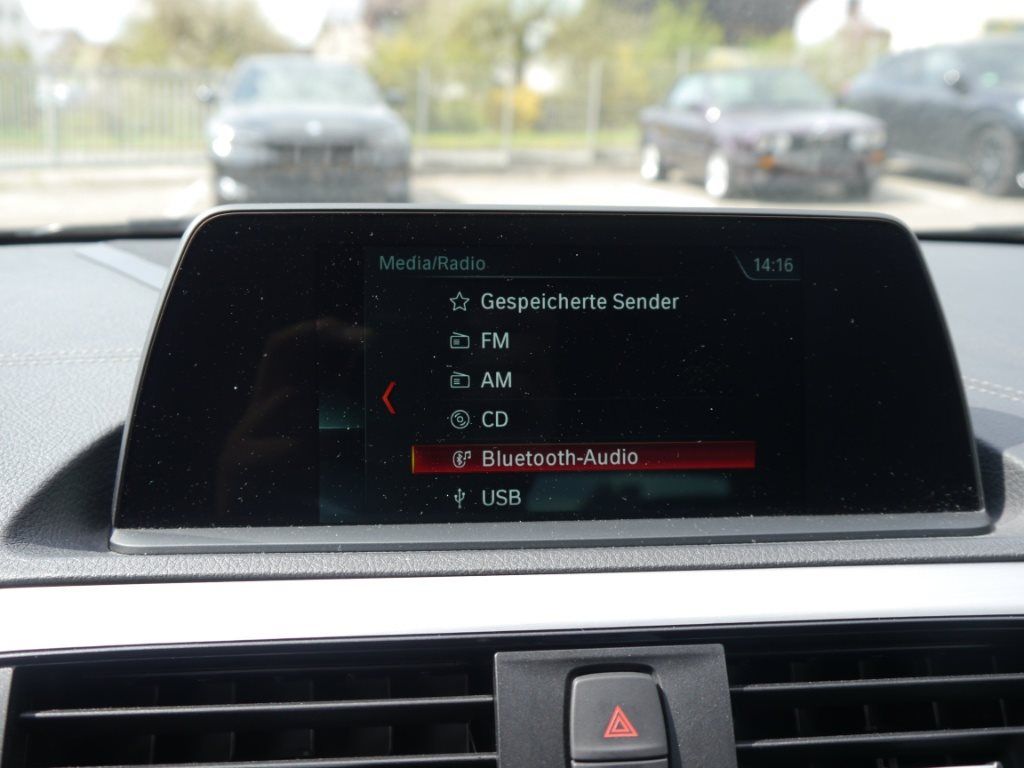 Media/Radio 14:16
Gespeicherte Sender
FM
AM
CD
Bluetooth-Audio
USB